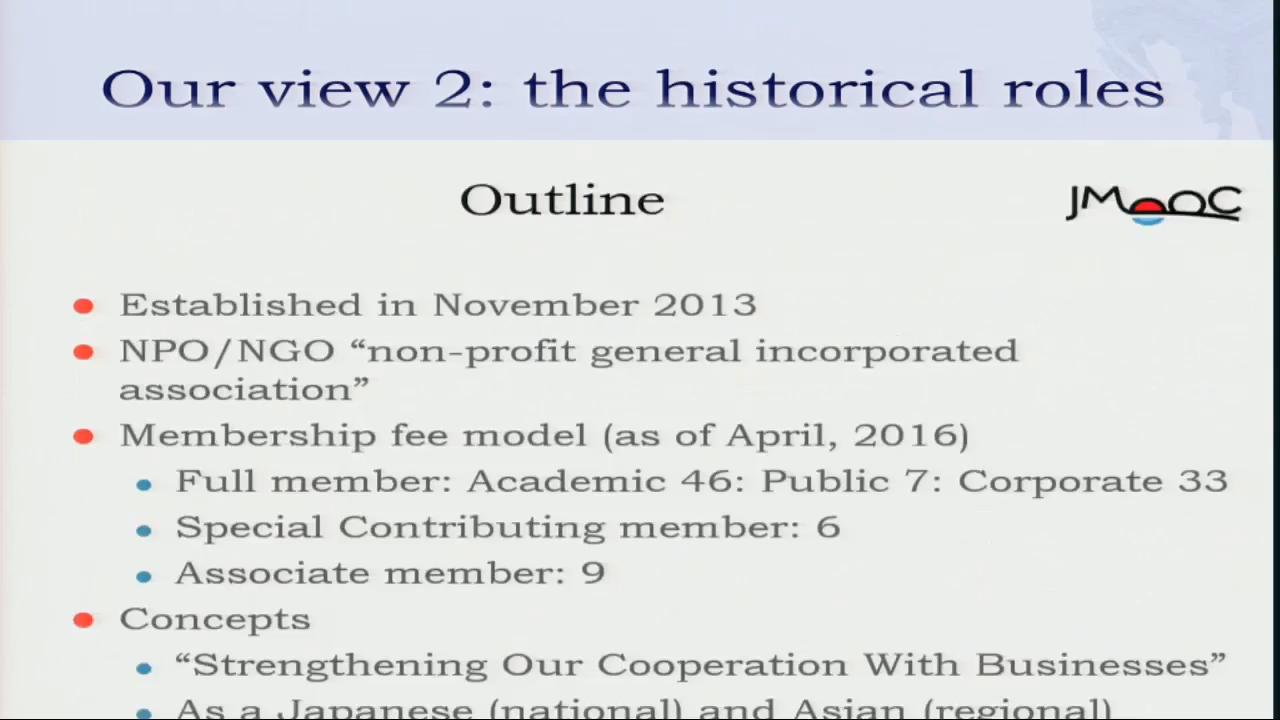 Our view 2: the historical roles
Outline
JMOOC
Established in November 2013
NPO/NGO “non-profit general incorporated
association”
Membership fee model (as of April, 2016)
Full member: Academic 46: Public 7: Corporate 33
Special Contributing member: 6
Associate member: 9
Concepts
“Strengthening Our Cooperation With Businesses”
As a Japanese (national) and Asian (regional)